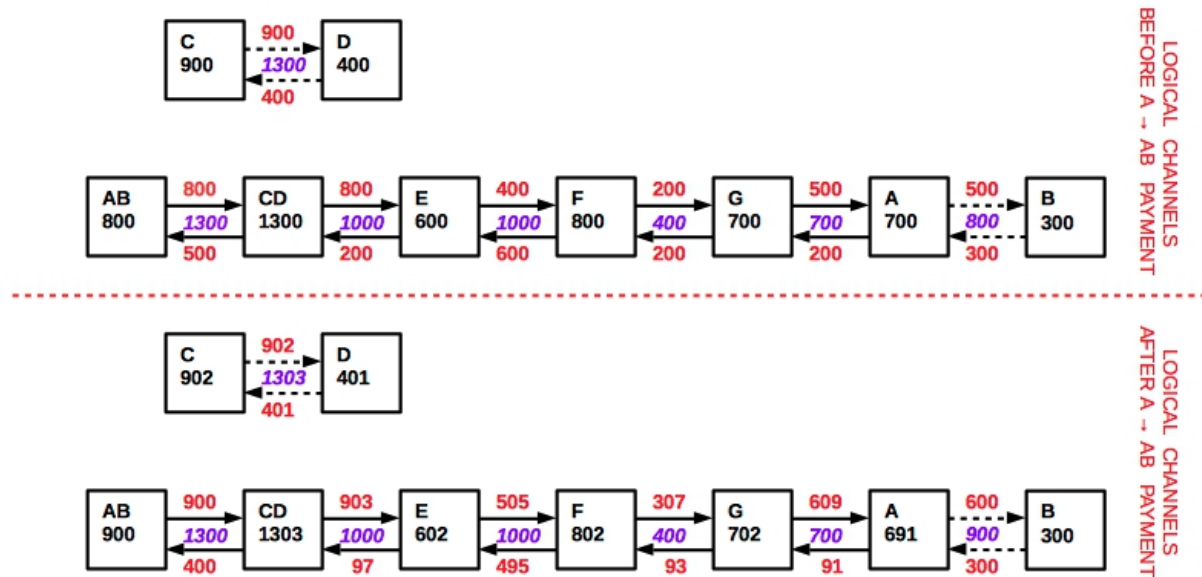 900
C D
900 1300 400
400
LOGICAL CHANNELS
BEFORE A → AB PAYMENT
800 800 400 200 500 500
AB CD E F G A B
800 1300 1300 1000 600 1000 800 400 700 700 700 800 300
500 200 600 200 200 300
902
C D
902 1303 401
401
LOGICAL CHANNELS
AFTER A → AB PAYMENT
900 903 505 307 609 600
AB CD E F G A B
900 1300 1303 1000 602 1000 802 400 702 700 691 900 300
400 97 495 93 91 300